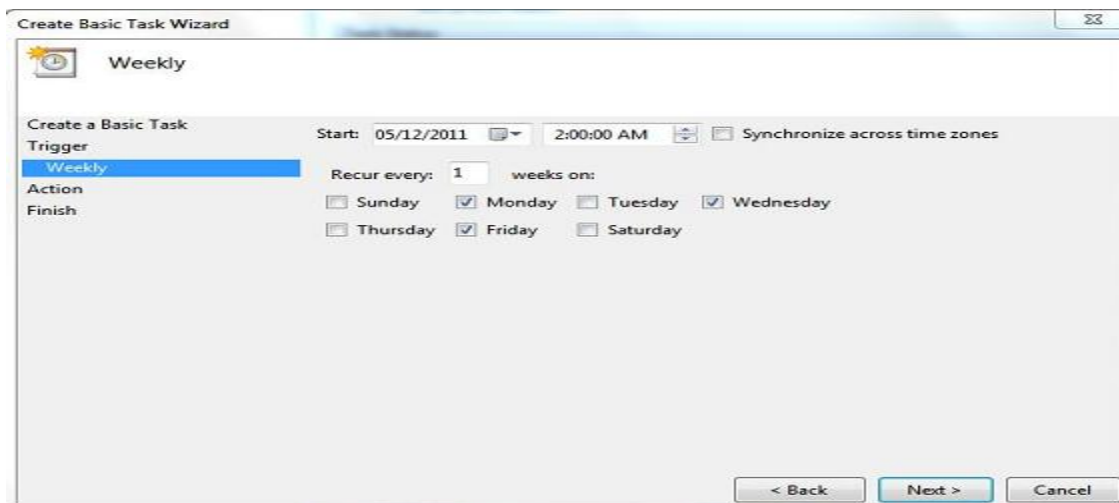 Create Basic Task Wizard
Weekly
Create a Basic Task
Trigger
Weekly
Action
Finish
Start: 05/12/2011 2:00:00 AM Synchronize across time zones
Recur every: 1 weeks on:
Sunday Monday Tuesday Wednesday
Thursday Friday Saturday
< Back Next > Cancel